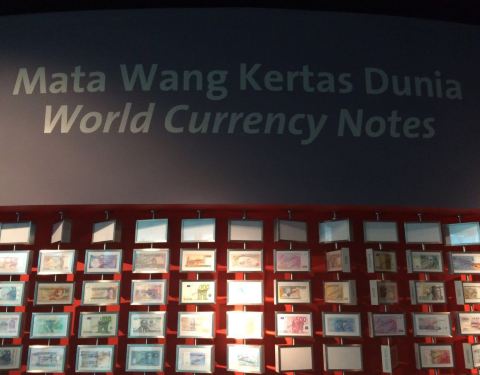 Mata Wang Kertas Dunia
World Currency Notes